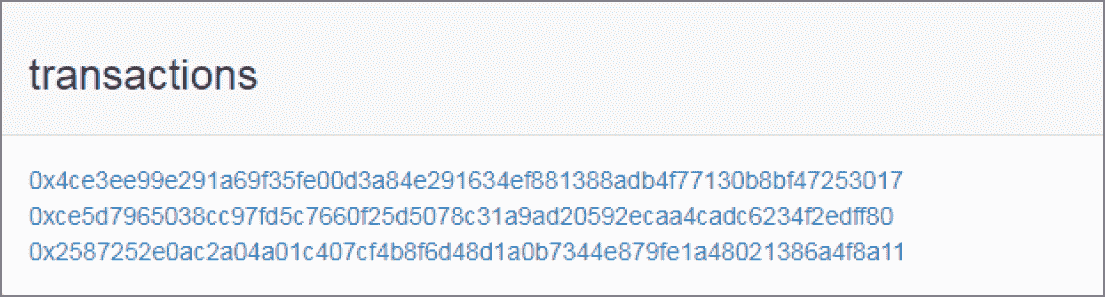 transactions
0x4ce3ee99e291a69f35fe00d3a84e291634ef881388adb4f77130b8bf47253017
0xce5d7965038cc97fd5c7660f25d5078c31a9ad20592ecaa4cadc6234f2edff80
0x2587252e0ac2a04a01c407cf4b8f6d48d1a0b7344e879fe1a48021386a4f8a11